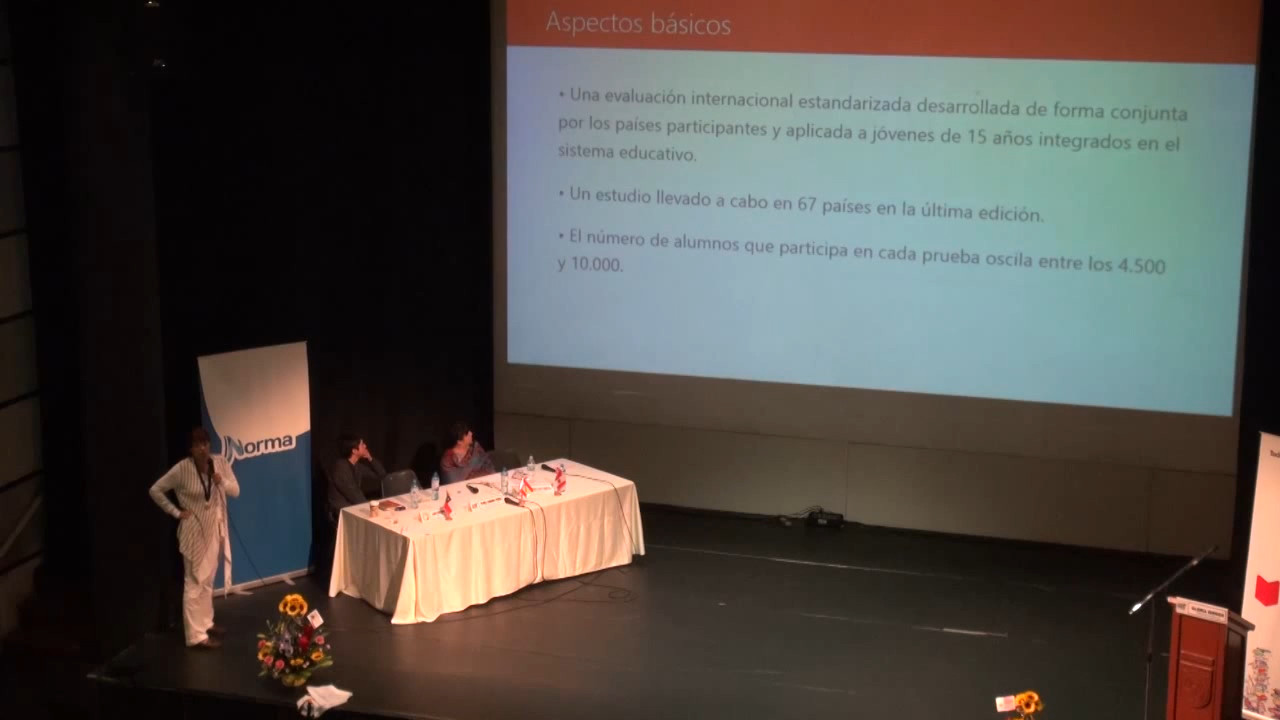 Aspectos básicos
• Una evaluación internacional estandarizada desarrollada de forma conjunta
por los países participantes y aplicada a jóvenes de 15 años integrados en el
sistema educativo.
• Un estudio llevado a cabo en 67 países en la última edición.
• El número de alumnos que participa en cada prueba oscila entre los 4.500
y 10.000.
Norma